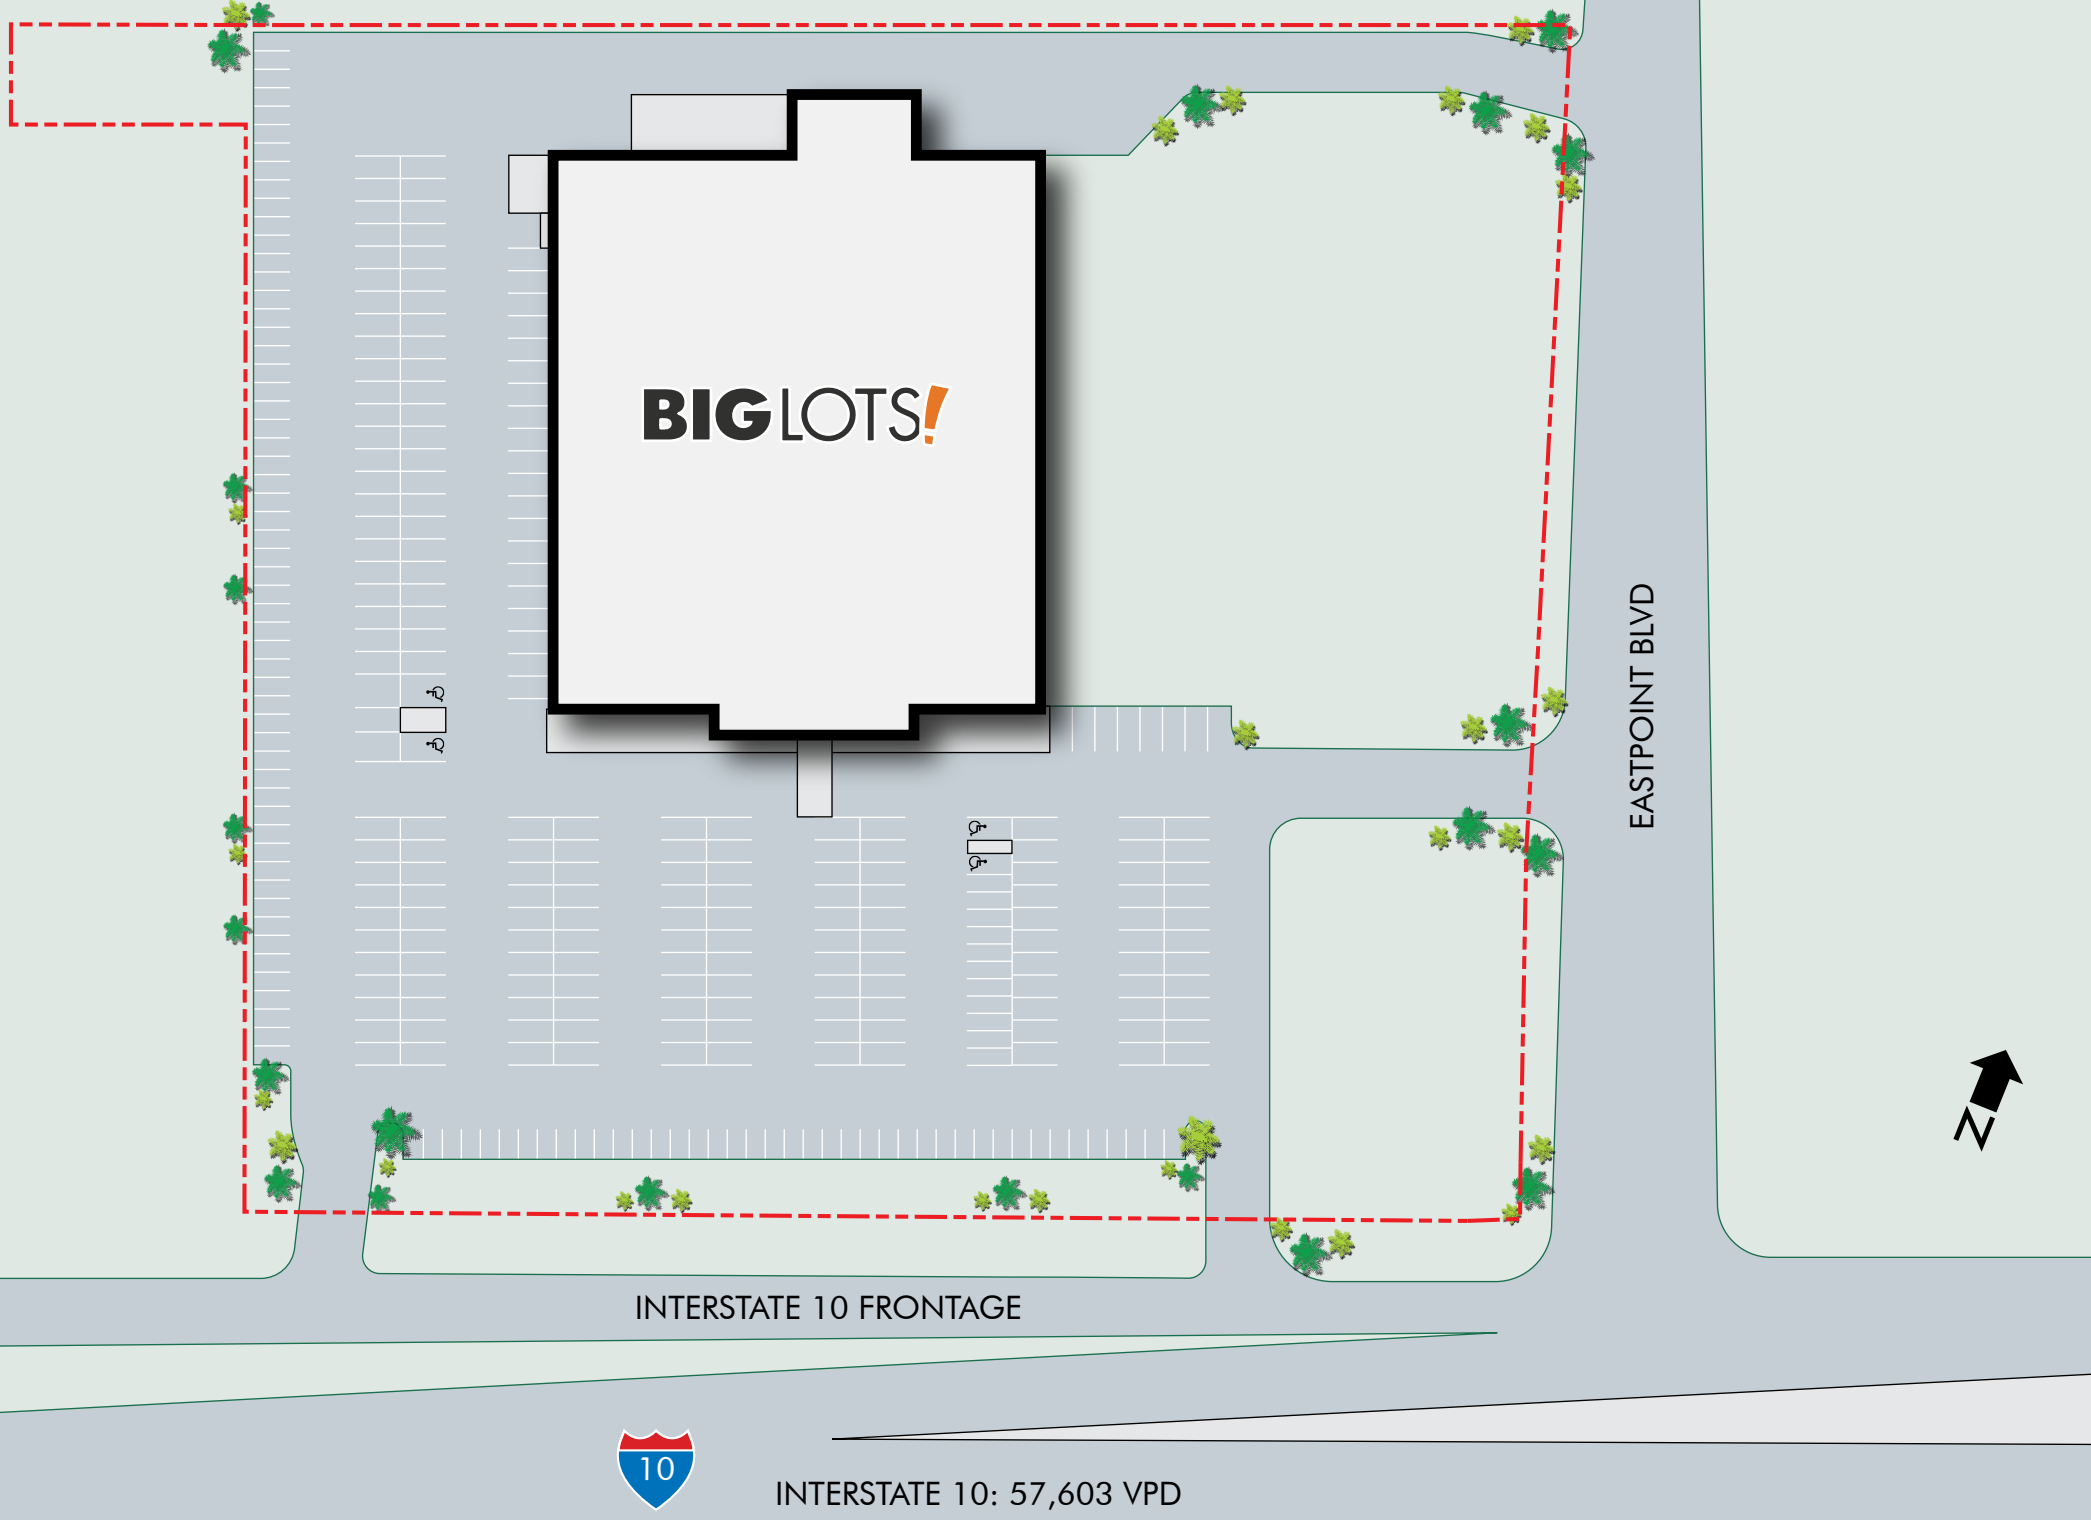 BIG LOTS!
EASTPOINT BLVD
N
INTERSTATE 10 FRONTAGE
10
INTERSTATE 10: 57,603 VPD